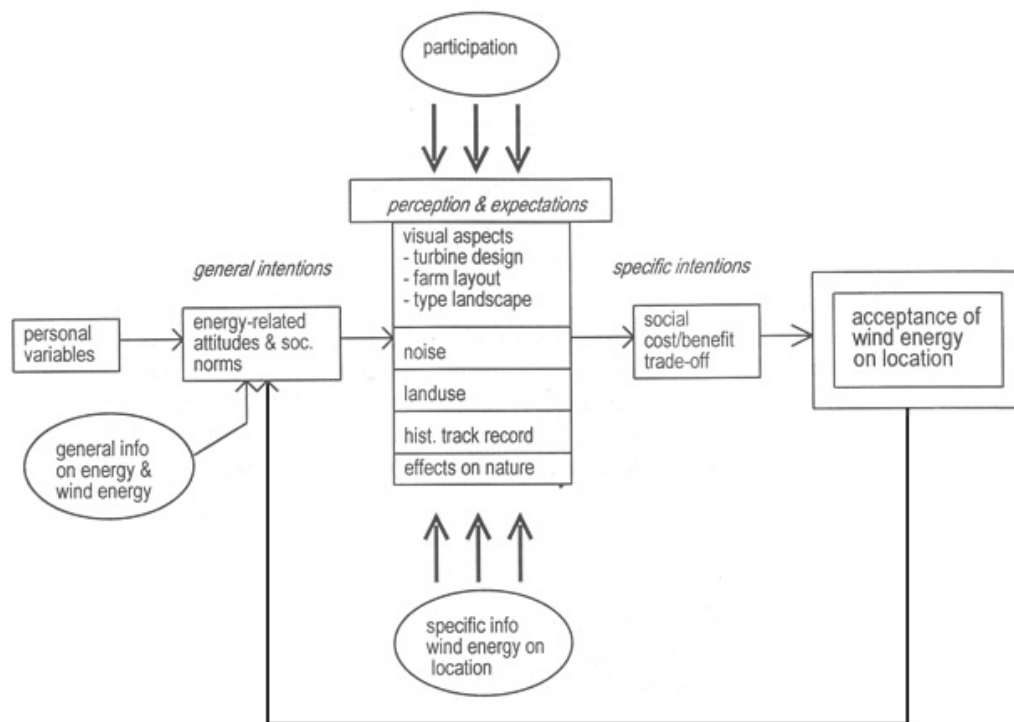 participation
perception & expectations
visual aspects
- turbine design
- farm layout
- type landscape
general intentions
specific intentions
personal
variables
energy-related
attitudes & soc.
norms
noise
landuse
hist. track record
effects on nature
social
cost/benefit
trade-off
acceptance of
wind energy
on location
general info
on energy &
wind energy
specific info
wind energy on
location